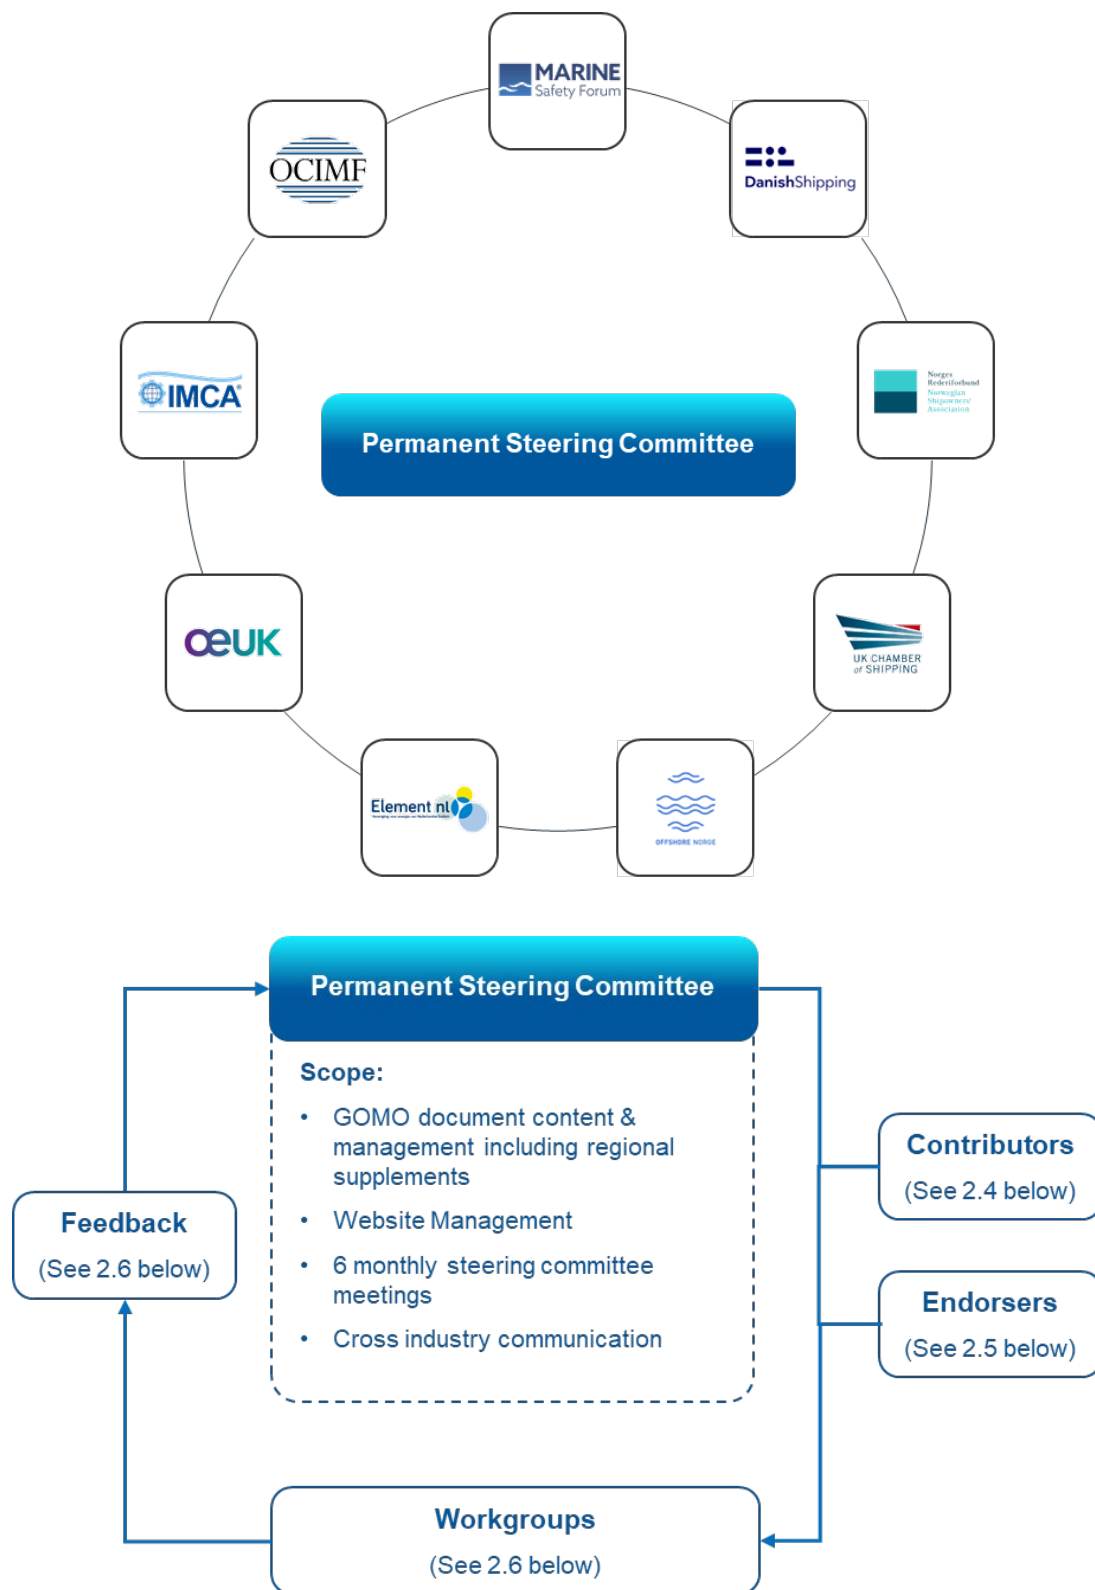 MARINE
Safety Forum
OCIMF
DanishShipping
IMCA®
Norges
Rederiforbund
Norwegian
Shipowners'
Association
Permanent Steering Committee
OEUK
UK CHAMBER
of SHIPPING
Element nl
OFFSHORE NORGE
Permanent Steering Committee
Scope:
• GOMO document content &
management including regional
supplements
• Website Management
• 6 monthly steering committee
meetings
• Cross industry communication
Contributors
(See 2.4 below)
Feedback
(See 2.6 below)
Endorsers
(See 2.5 below)
Workgroups
(See 2.6 below)